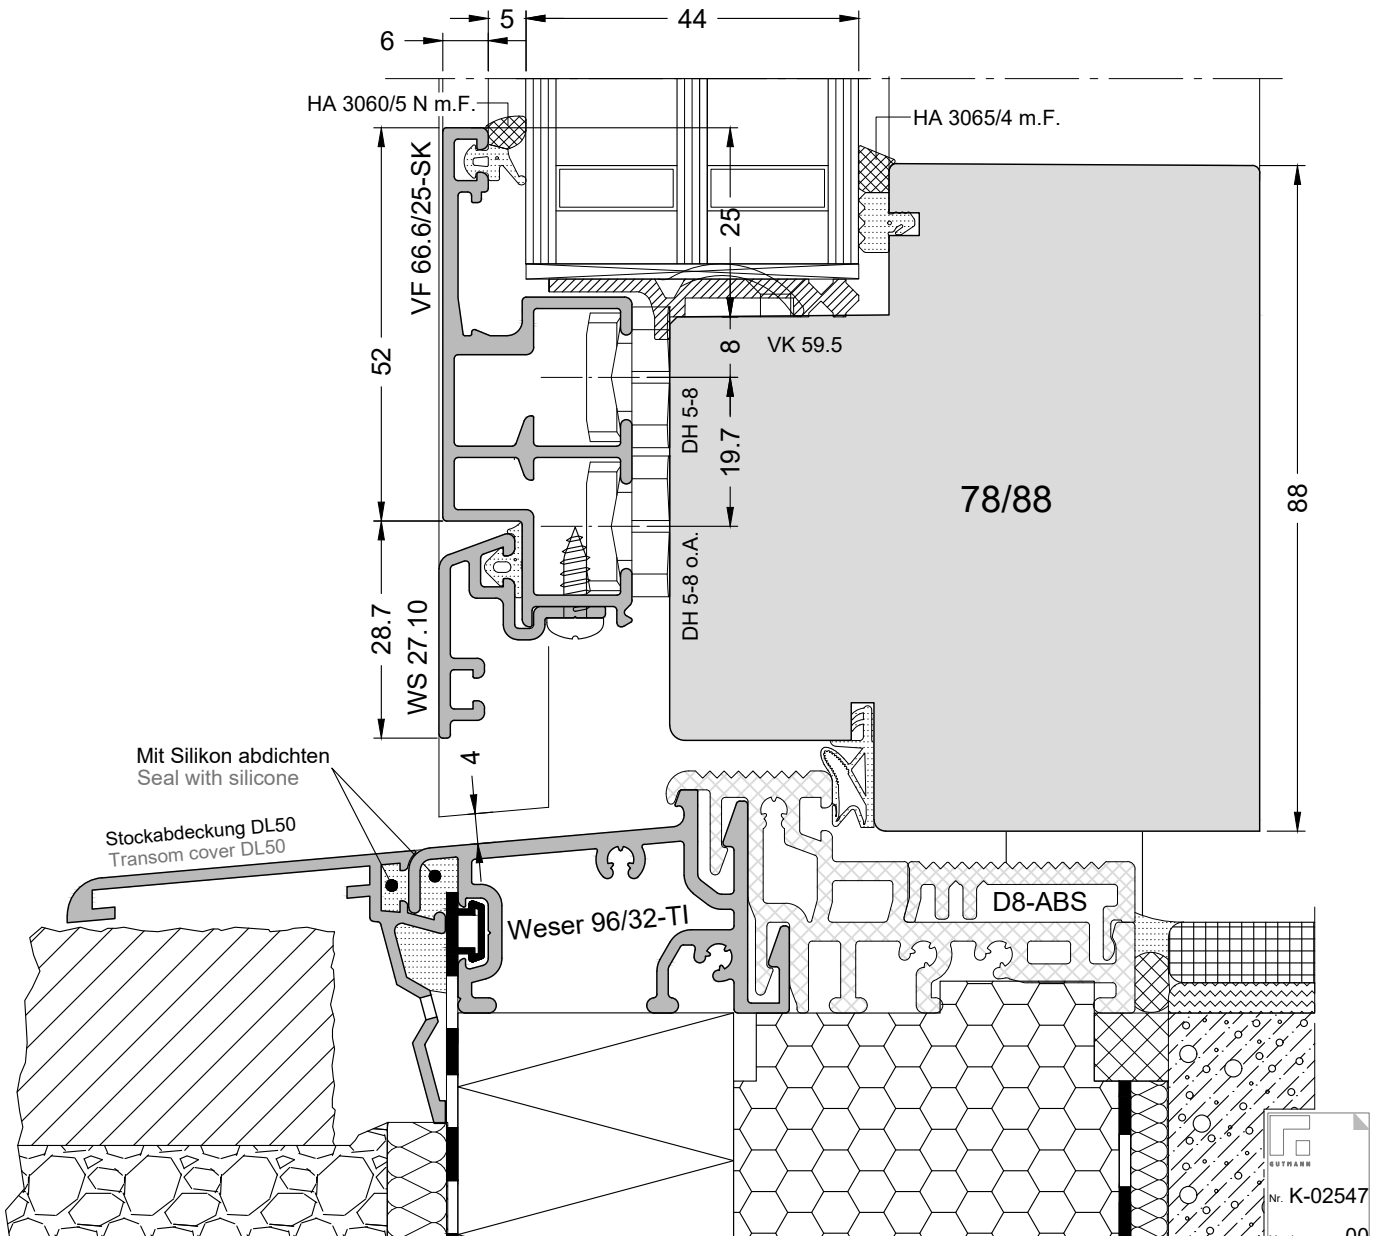 5
44
6
HA 3060/5 N m.F.
HA 3065/4 m.F.
VF 66.6/25-SK
25
52
8
VK 59.5
DH 5-8
19.7
78/88
88
DH 5-8 o.A.
28.7
WS 27.10
4
Mit Silikon abdichten
Seal with silicone
Stockabdeckung DL50
Transom cover DL50
Weser 96/32-TI
D8-ABS
GUTMANN
Nr. K-02547
00